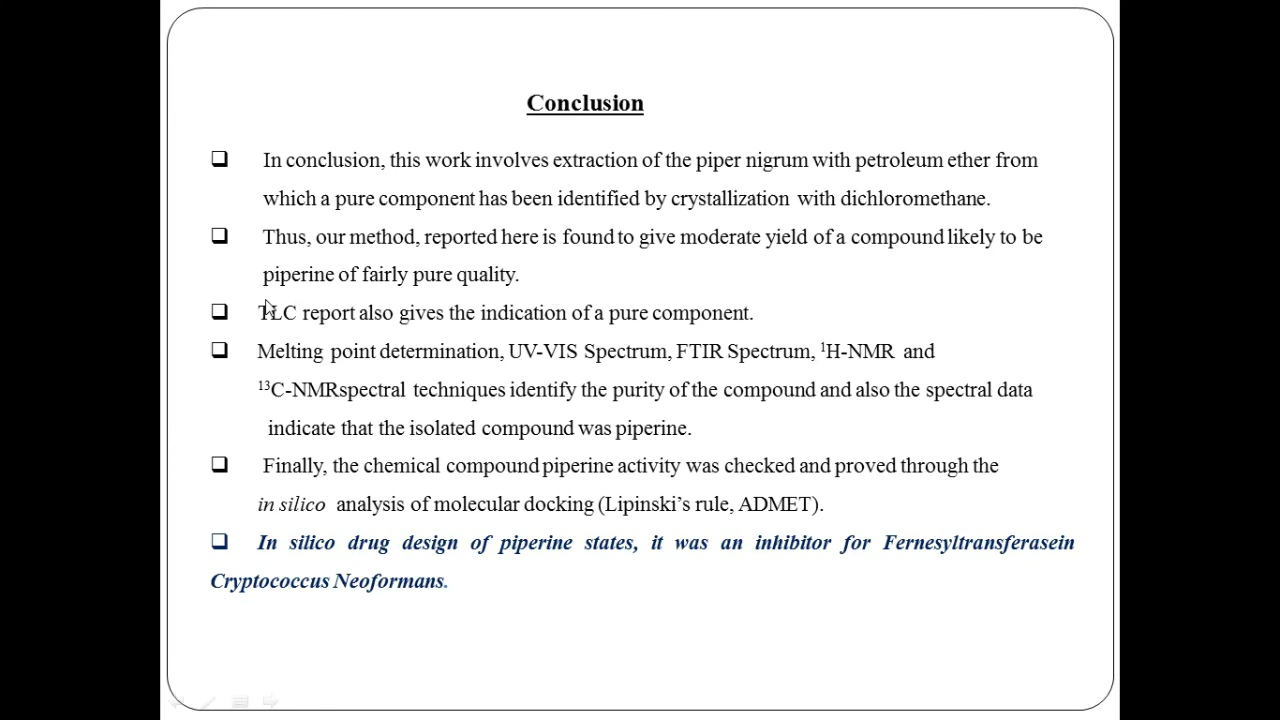 Conclusion
❑ In conclusion, this work involves extraction of the piper nigrum with petroleum ether from
which a pure component has been identified by crystallization with dichloromethane.
❑ Thus, our method, reported here is found to give moderate yield of a compound likely to be
piperine of fairly pure quality.
❑ TLC report also gives the indication of a pure component.
❑ Melting point determination, UV-VIS Spectrum, FTIR Spectrum, ¹H-NMR and
¹³C-NMRspectral techniques identify the purity of the compound and also the spectral data
indicate that the isolated compound was piperine.
❑ Finally, the chemical compound piperine activity was checked and proved through the
in silico analysis of molecular docking (Lipinski’s rule, ADMET).
❑ In silico drug design of piperine states, it was an inhibitor for Fernesyltransferasein
Cryptococcus Neoformans.